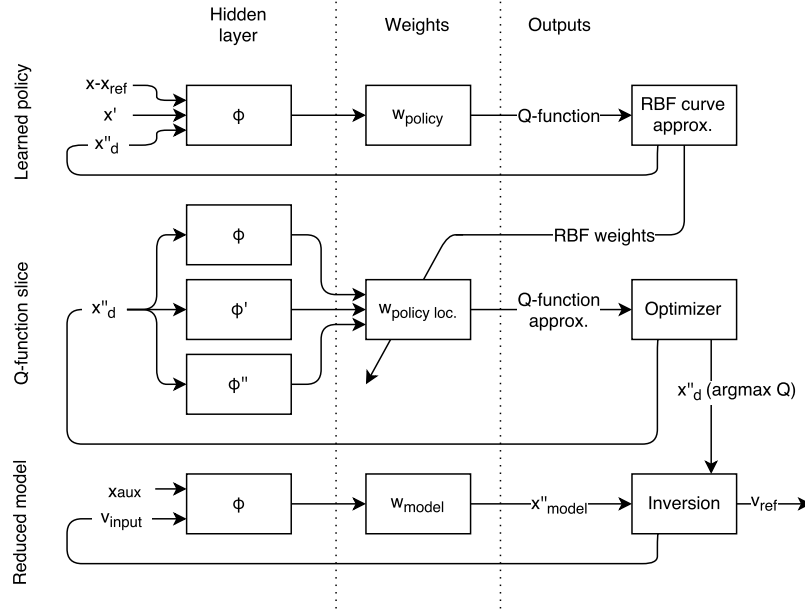 Hidden
layer
Weights
Outputs
Learned policy
x-x_ref
x'
x"_d
ϕ
w_policy
Q-function
RBF curve
approx.
RBF weights
Q-function slice
x"_d
ϕ
ϕ'
ϕ"
w_policy loc.
Q-function
approx.
Optimizer
x"_d (argmax Q)
Reduced model
x_aux
v_input
ϕ
w_model
x"_model
Inversion
v_ref